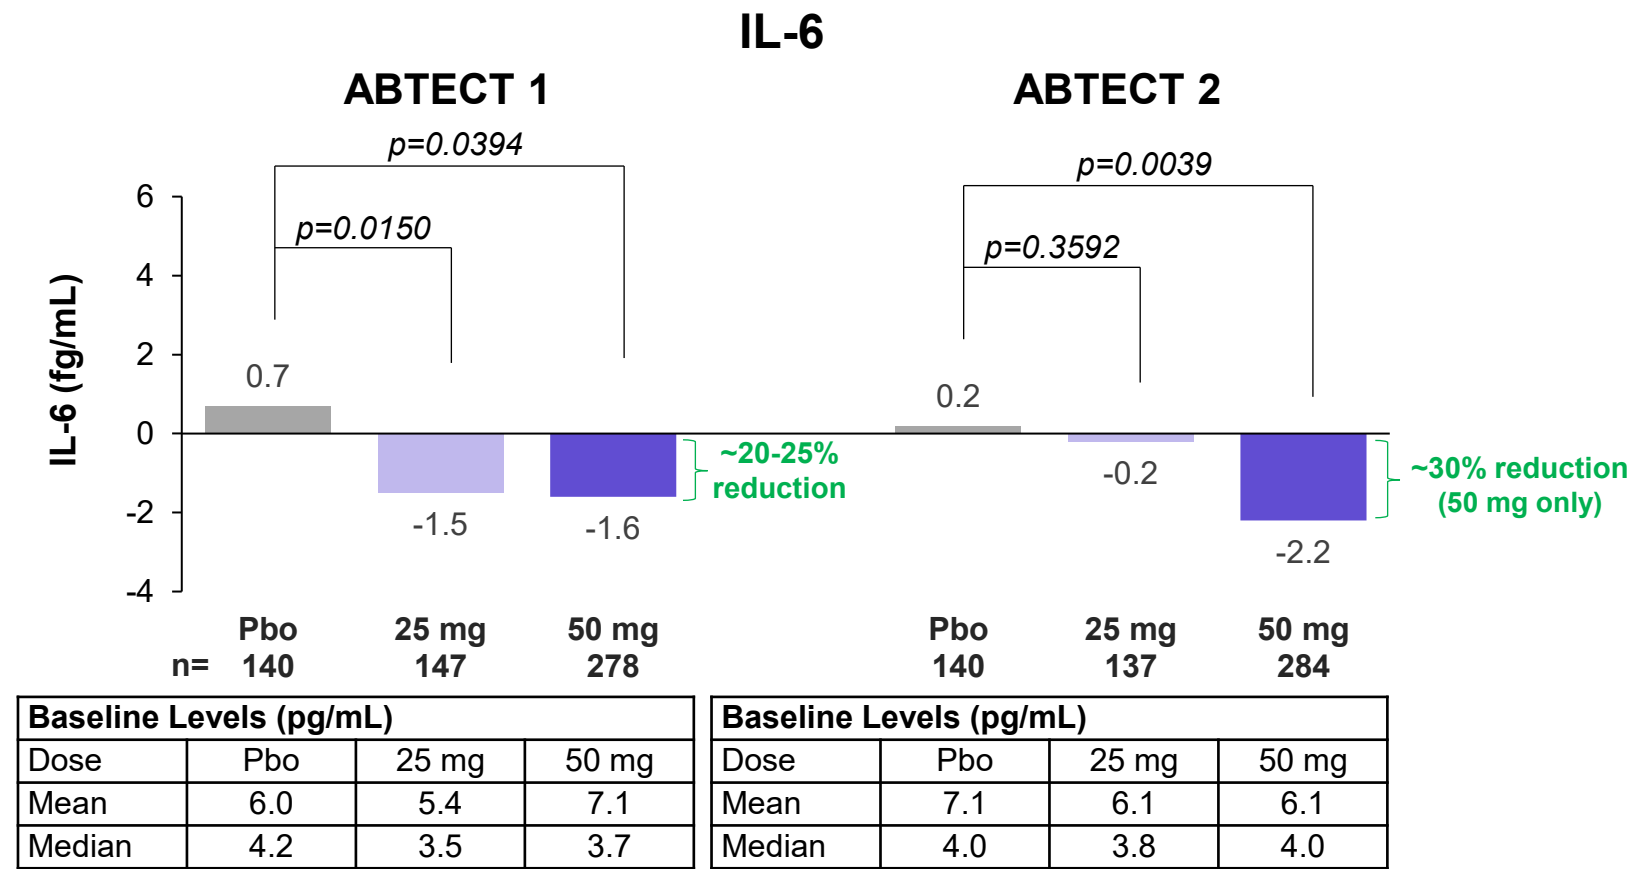 IL-6
ABTECT 1
ABTECT 2
p=0.0394
p=0.0150
p=0.0039
p=0.3592
IL-6 (fg/mL)
6
4
2
0
-2
-4
0.7
-1.5
-1.6
~20-25%
reduction
0.2
-0.2
-2.2
~30% reduction
(50 mg only)
Pbo 25 mg 50 mg Pbo 25 mg 50 mg
n= 140 147 278 140 137 284
Baseline Levels (pg/mL)
Dose Pbo 25 mg 50 mg
Mean 6.0 5.4 7.1
Median 4.2 3.5 3.7
Baseline Levels (pg/mL)
Dose Pbo 25 mg 50 mg
Mean 7.1 6.1 6.1
Median 4.0 3.8 4.0